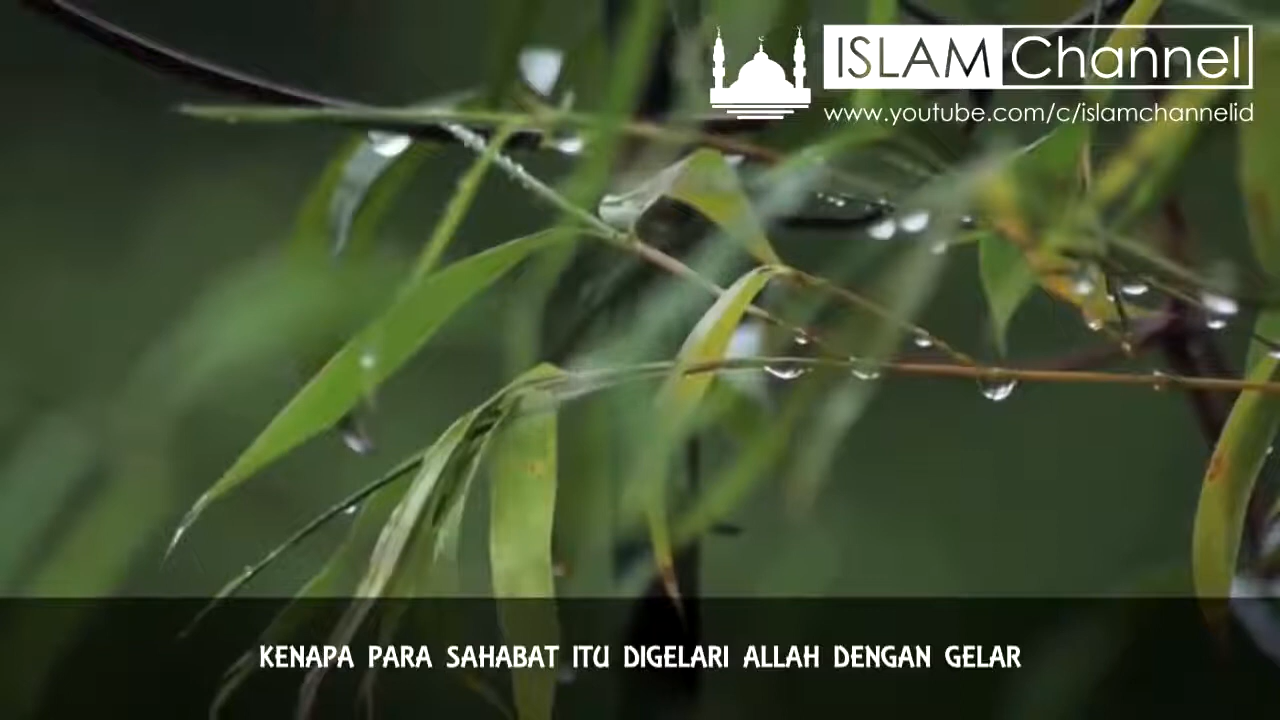 ISLAM Channel
www.youtube.com/c/islamchannelid
KENAPA PARA SAHABAT ITU DIGELARI ALLAH DENGAN GELAR